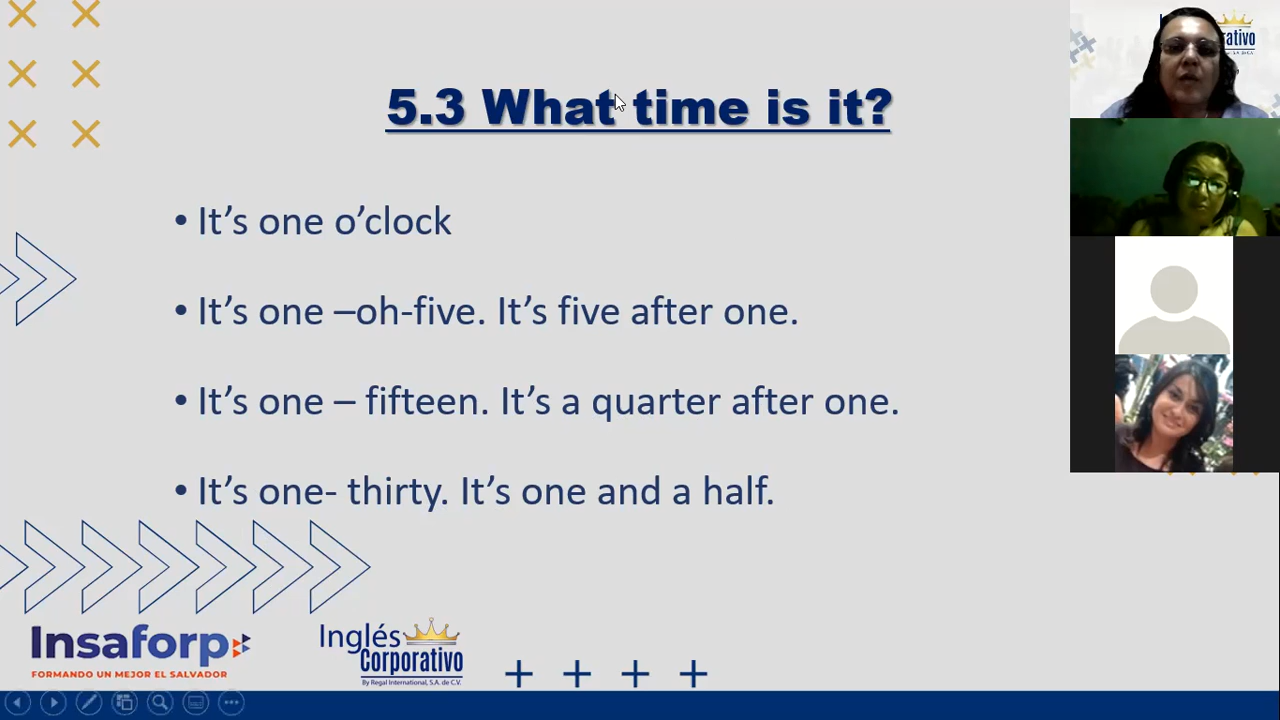 5.3 What time is it?
• It’s one o’clock
• It’s one –oh-five. It’s five after one.
• It’s one – fifteen. It’s a quarter after one.
• It’s one- thirty. It’s one and a half.
Insaforp
FORMANDO UN MEJOR EL SALVADOR
Inglés
Corporativo
By Regal International, S.A. de C.V.